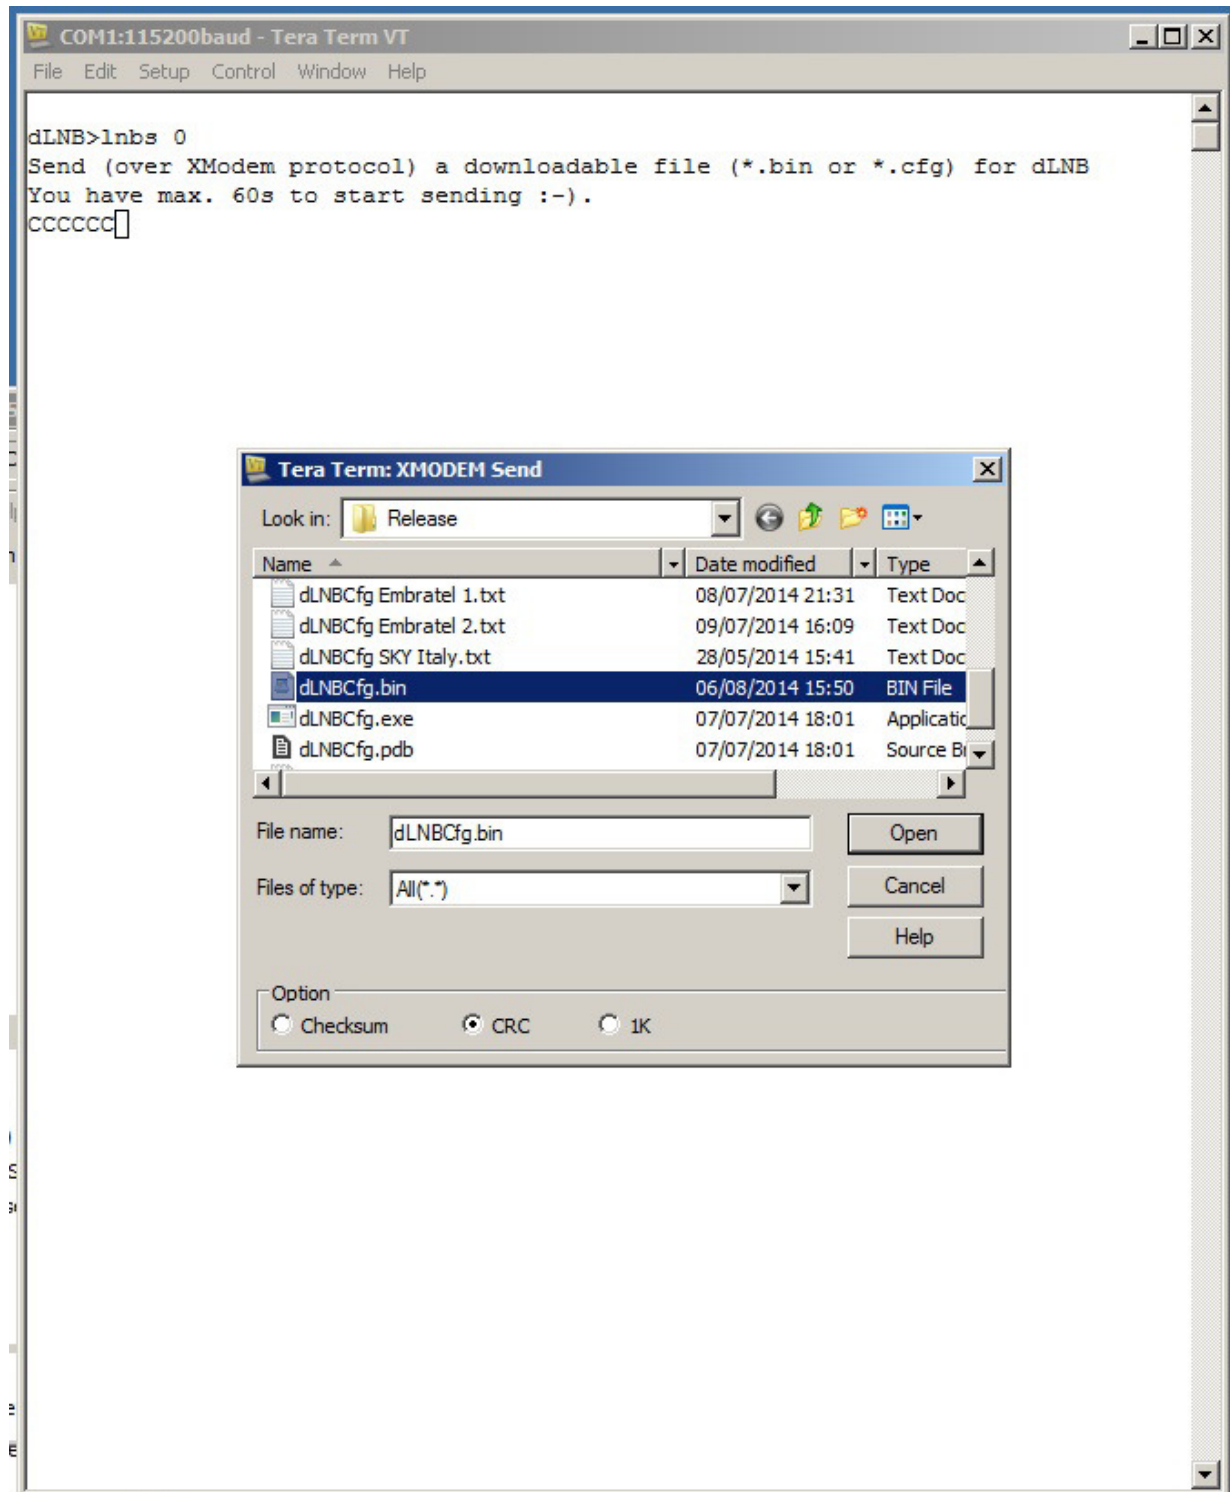 COM1:115200baud - Tera Term VT
File Edit Setup Control Window Help
dLNB>lnbs 0
Send (over XModem protocol) a downloadable file (*.bin or *.cfg) for dLNB
You have max. 60s to start sending :-).
CCCCCC
Tera Term: XMODEM Send
Look in: Release
Name Date modified Type
dLNBCfg Embratel 1.txt 08/07/2014 21:31 Text Doc
dLNBCfg Embratel 2.txt 09/07/2014 16:09 Text Doc
dLNBCfg SKY Italy.txt 28/05/2014 15:41 Text Doc
dLNBCfg.bin 06/08/2014 15:50 BIN File
dLNBCfg.exe 07/07/2014 18:01 Applicatic
dLNBCfg.pdb 07/07/2014 18:01 Source Br
File name: dLNBCfg.bin Open
Files of type: All(*.*) Cancel
Help
Option
Checksum CRC 1K